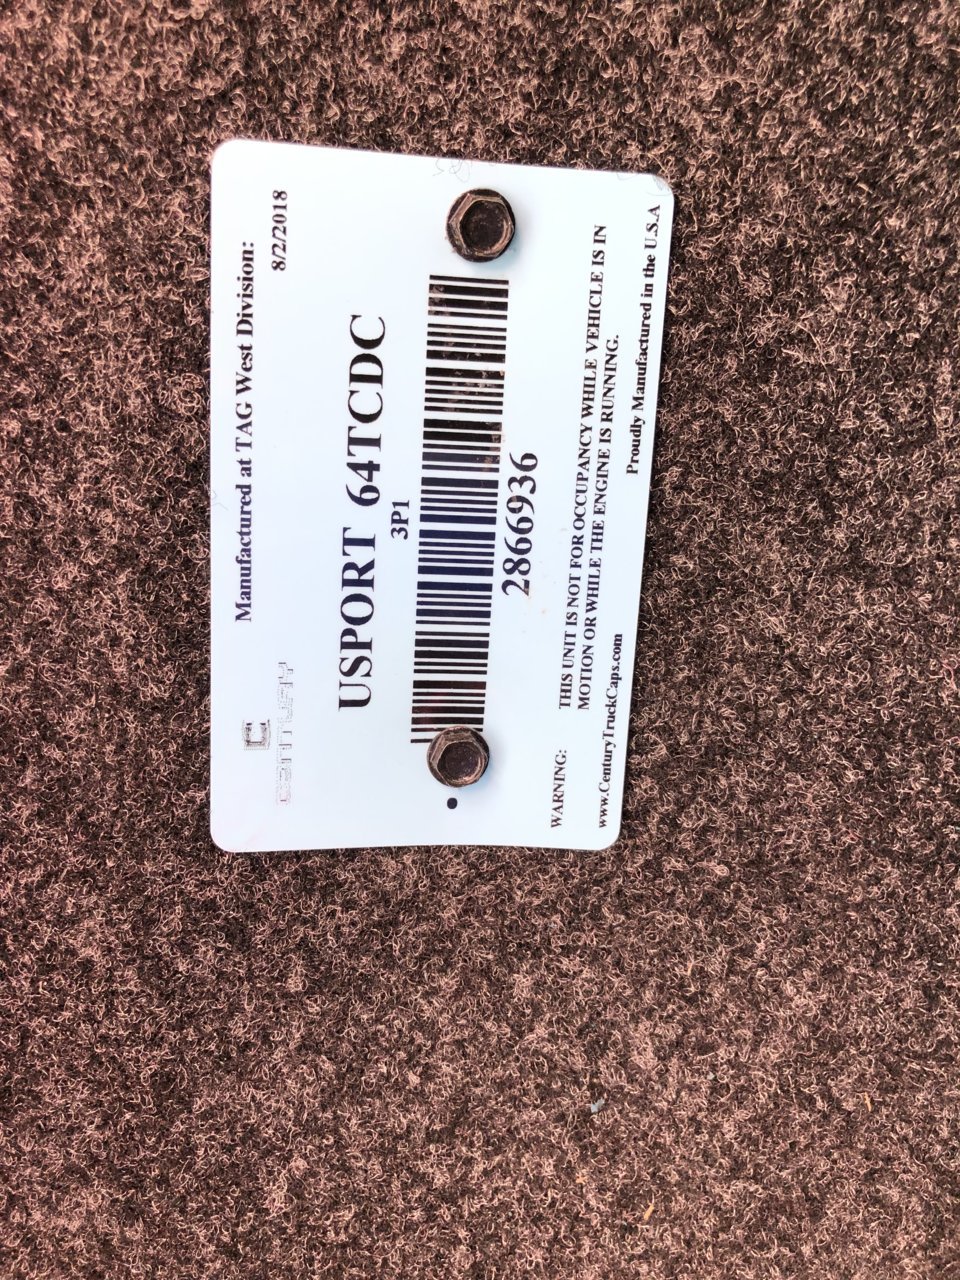 Manufactured at TAG West Division:
C
CENTURY
8/2/2018
USPORT 64TCDC
3P1
2866936
WARNING: THIS UNIT IS NOT FOR OCCUPANCY WHILE VEHICLE IS IN
MOTION OR WHILE THE ENGINE IS RUNNING.
www.CenturyTruckCaps.com
Proudly Manufactured in the U.S.A